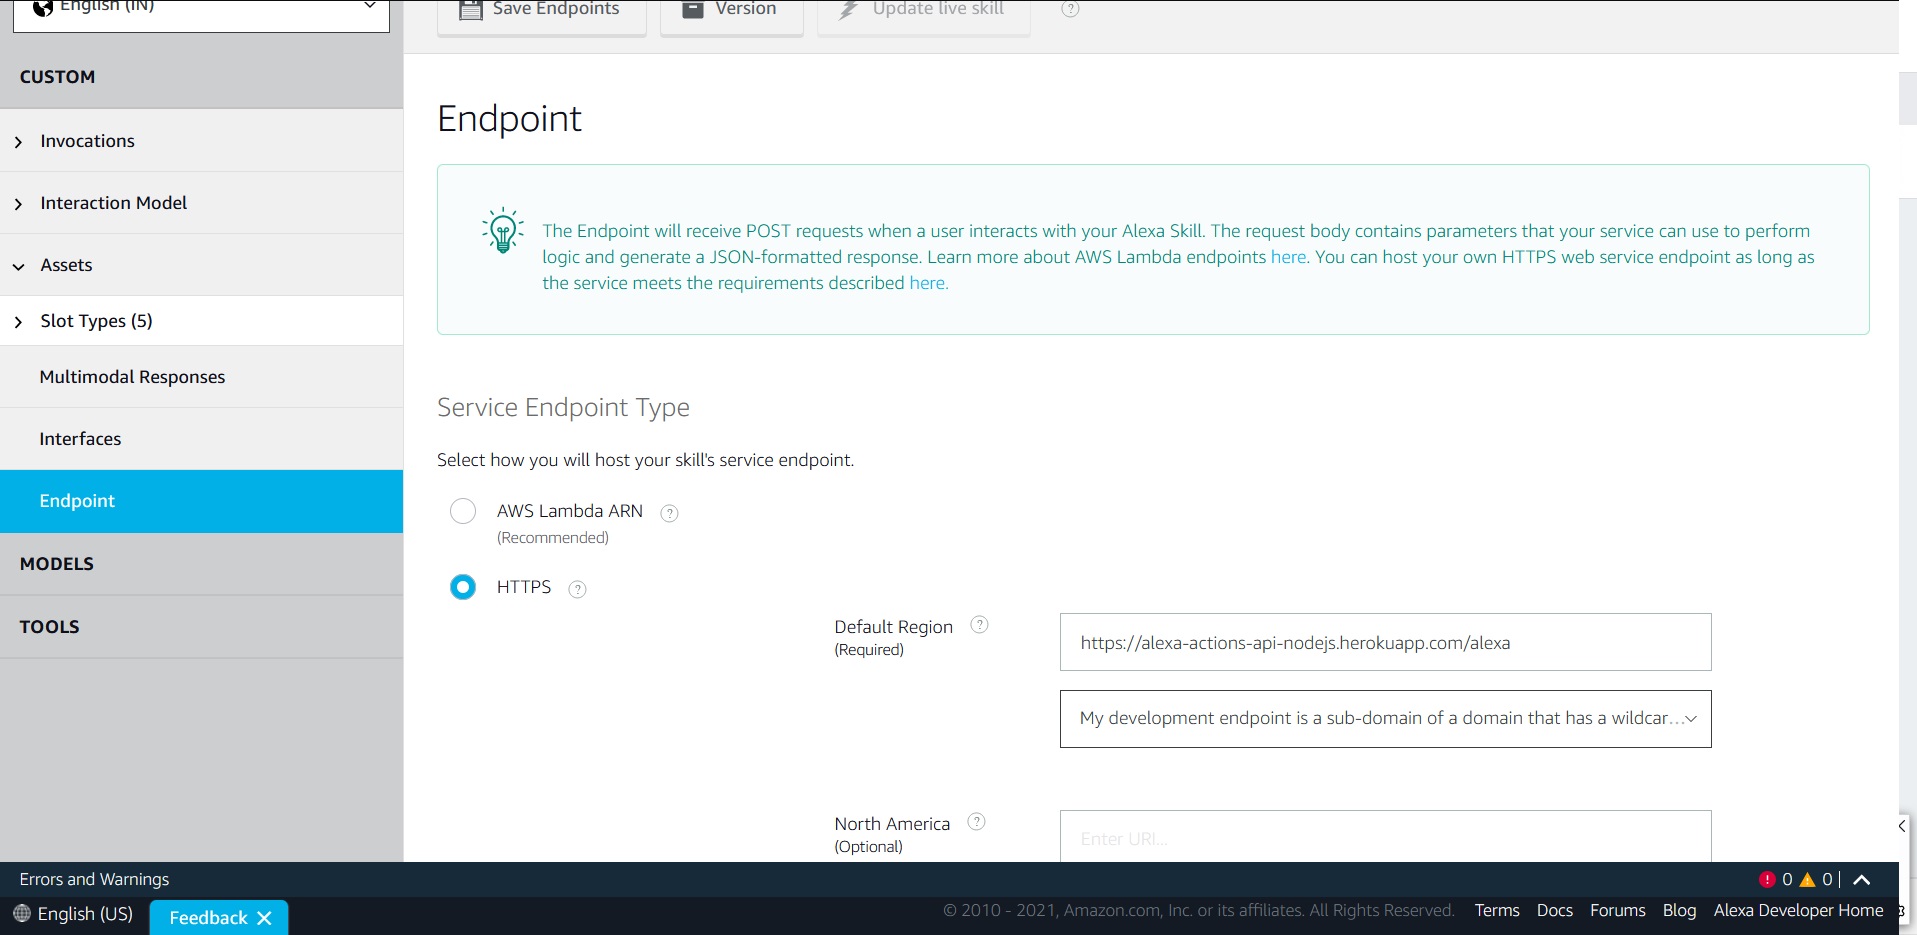 English (IN)
Save Endpoints
Version
Update live skill
?
CUSTOM
Invocations
Interaction Model
Assets
Slot Types (5)
Multimodal Responses
Interfaces
Endpoint
MODELS
TOOLS
Endpoint
The Endpoint will receive POST requests when a user interacts with your Alexa Skill. The request body contains parameters that your service can use to perform
logic and generate a JSON-formatted response. Learn more about AWS Lambda endpoints here. You can host your own HTTPS web service endpoint as long as
the service meets the requirements described here.
Service Endpoint Type
Select how you will host your skill's service endpoint.
AWS Lambda ARN ?
(Recommended)
HTTPS ?
Default Region ?
(Required)
https://alexa-actions-api-nodejs.herokuapp.com/alexa
My development endpoint is a sub-domain of a domain that has a wildcar...
North America ?
(Optional)
Enter URI...
Errors and Warnings
! 0 ! 0 |
English (US)
Feedback
© 2010 - 2021, Amazon.com, Inc. or its affiliates. All Rights Reserved. Terms Docs Forums Blog Alexa Developer Home